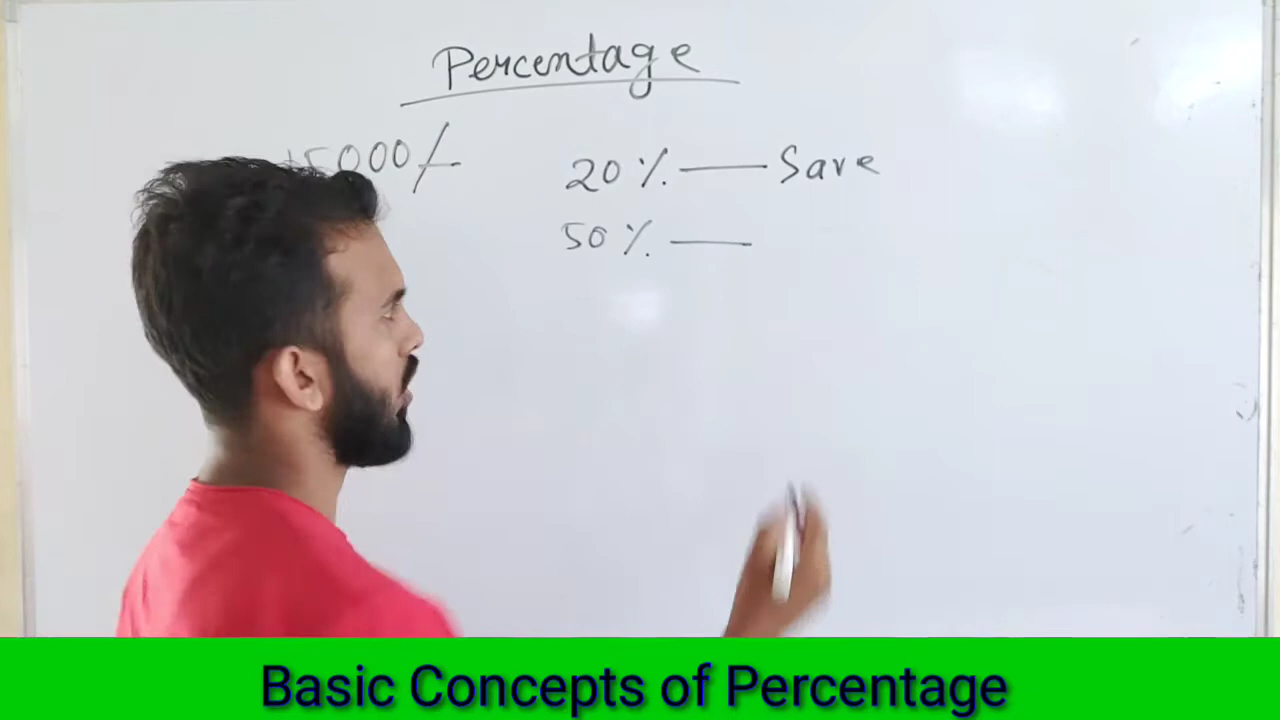 Percentage
5000/-
20% — Save
50% —
Basic Concepts of Percentage